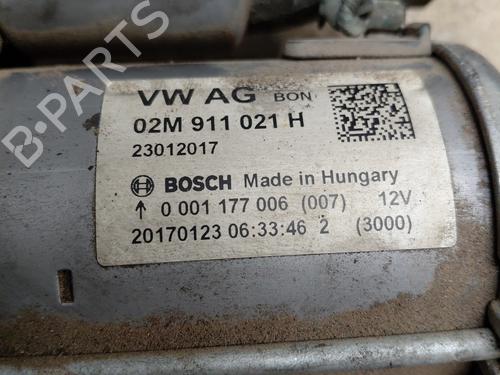 VW AG BON
02M 911 021 H
23012017
BOSCH Made in Hungary
↑ 0 001 177 006 (007) 12V
20170123 06:33:46 2 (3000)
B-PARTS